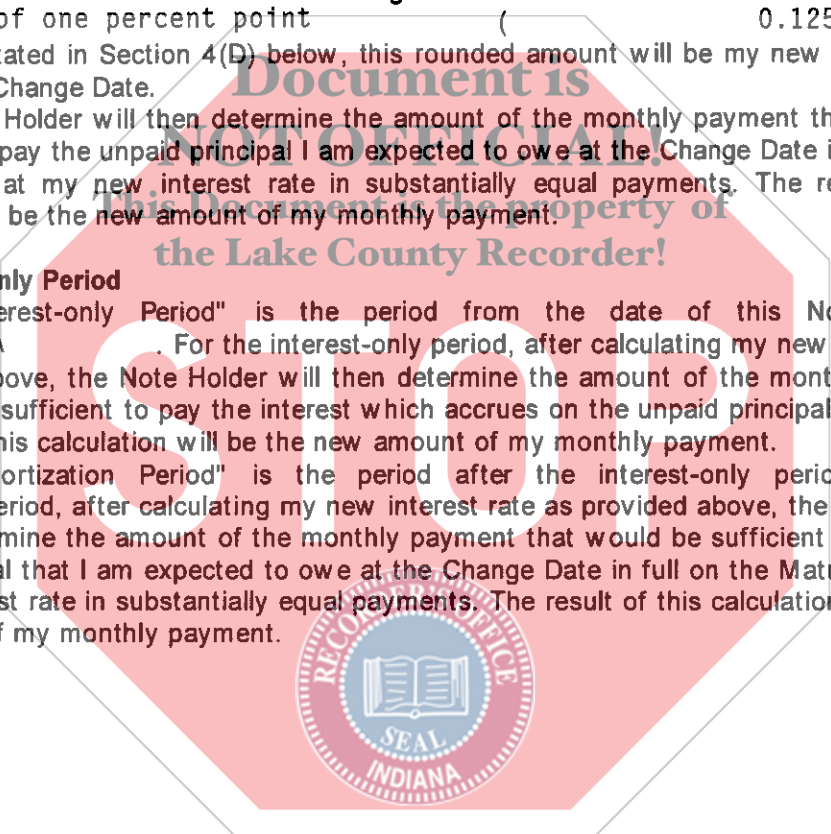 of one percent point ( 0.125
tated in Section 4(D) below, this rounded amount will be my new
Change Date.
Holder will then determine the amount of the monthly payment th
pay the unpaid principal I am expected to owe at the Change Date i
at my new interest rate in substantially equal payments. The re
be the new amount of my monthly payment.
Document is
NOT OFFICIAL!
This Document is the property of
the Lake County Recorder!
nly Period
erest-only Period" is the period from the date of this No
. For the interest-only period, after calculating my new
ove, the Note Holder will then determine the amount of the mont
sufficient to pay the interest which accrues on the unpaid principal
his calculation will be the new amount of my monthly payment.
ortization Period" is the period after the interest-only perio
eriod, after calculating my new interest rate as provided above, the
mine the amount of the monthly payment that would be sufficient
l that I am expected to owe at the Change Date in full on the Matu
st rate in substantially equal payments. The result of this calculation
f my monthly payment.
STOP
RECORDER'S OFFICE
SEAL
INDIANA